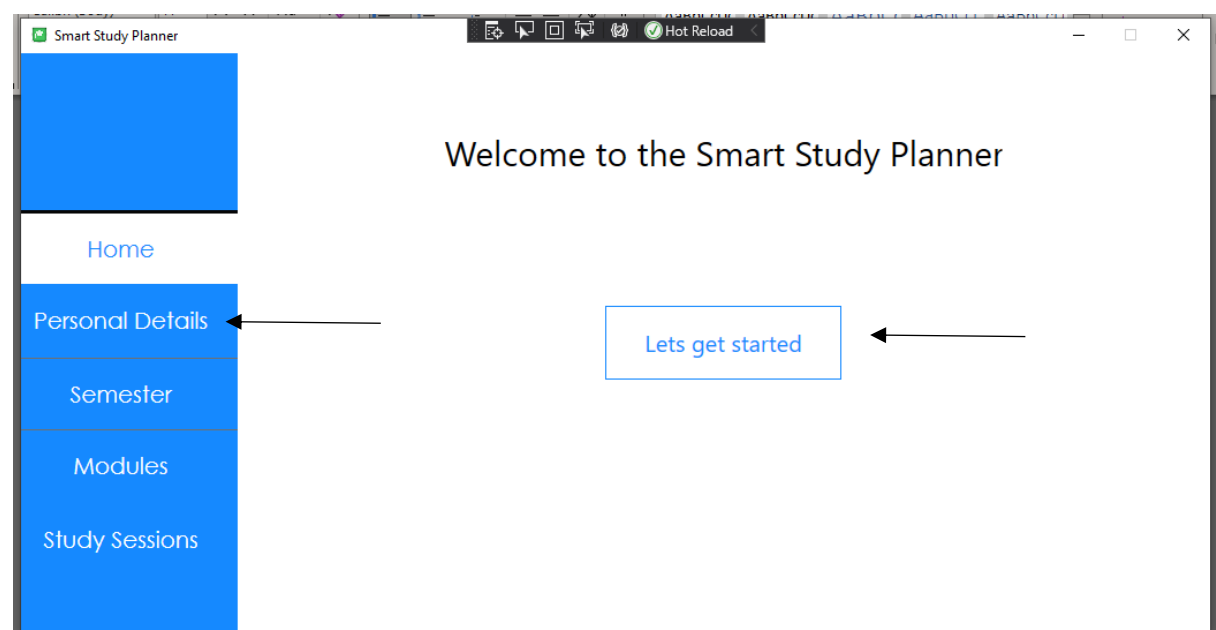 Smart Study Planner
Hot Reload
Welcome to the Smart Study Planner
Home
Personal Details
Lets get started
Semester
Modules
Study Sessions